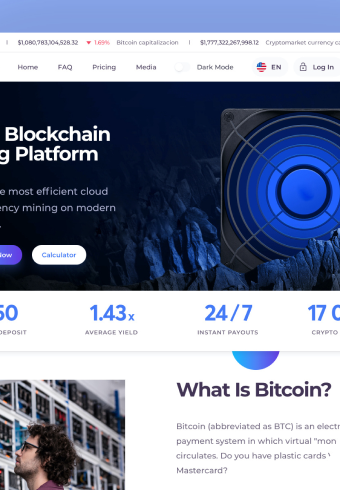 $1,080,783,104,528.32 ▼ 1.69% Bitcoin capitalizacion $1,777,322,267,998.12 Cryptomarket currency ca
Home FAQ Pricing Media Dark Mode EN Log In
Blockchain
g Platform
e most efficient cloud
ency mining on modern
.
Now Calculator
50 1.43x 24/7 17 0
DEPOSIT AVERAGE YIELD INSTANT PAYOUTS CRYPTO
What Is Bitcoin?
Bitcoin (abbreviated as BTC) is an electr
payment system in which virtual "mon
circulates. Do you have plastic cards V
Mastercard?